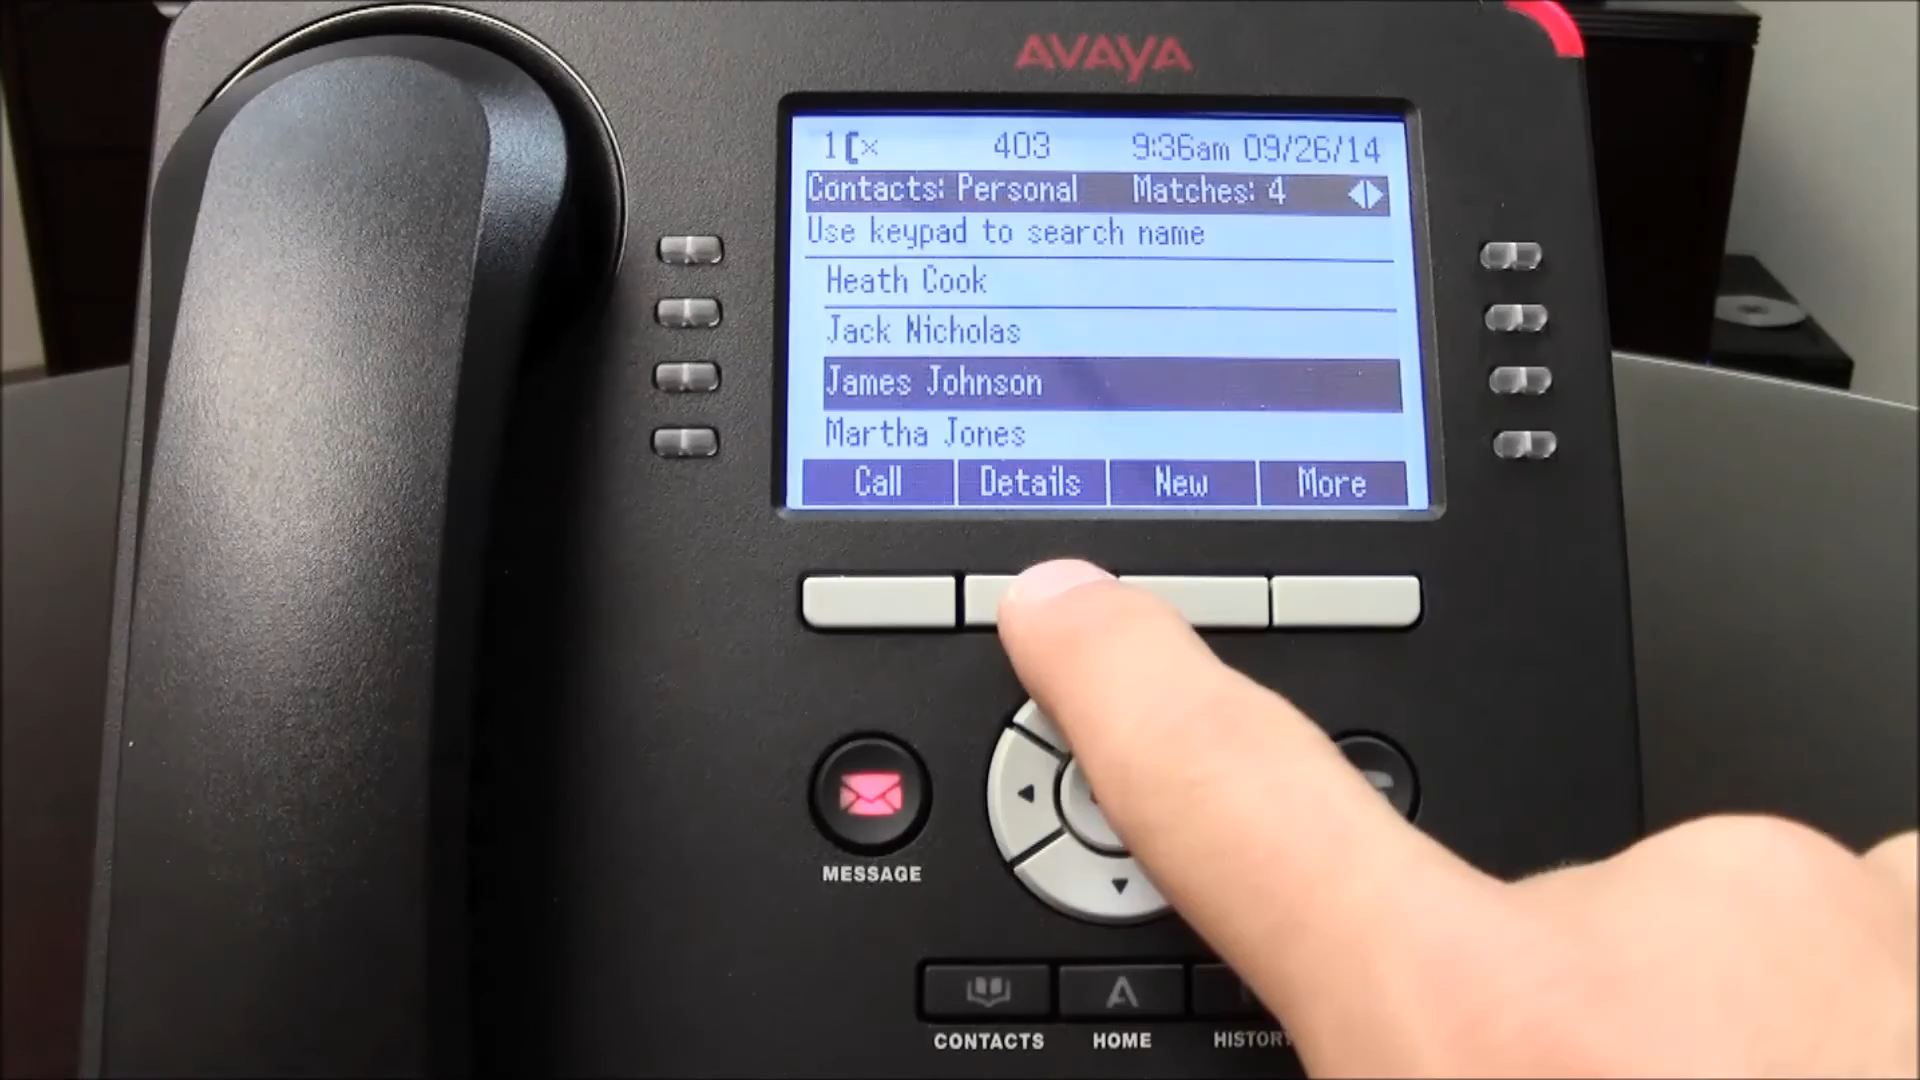 AVAYA
1 403 9:36am 09/26/14
Contacts: Personal Matches: 4
Use keypad to search name
Heath Cook
Jack Nicholas
James Johnson
Martha Jones
Call Details New More
MESSAGE
CONTACTS HOME HISTORY